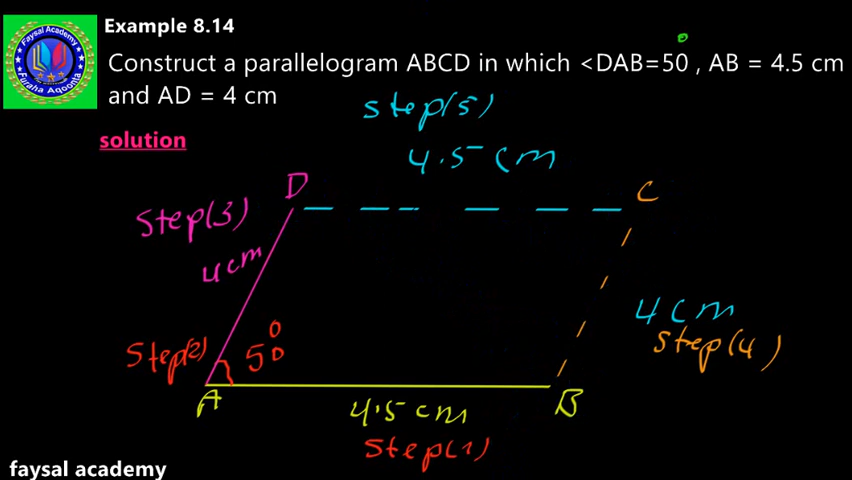 Faysal Academy
Furaha Aqoonta
Example 8.14
Construct a parallelogram ABCD in which <DAB=50° , AB = 4.5 cm
and AD = 4 cm
solution
step(5)
4.5 cm
D
C
Step(3)
4cm
4cm
step(4)
Step(2)
50°
A
B
4.5 cm
Step(1)
faysal academy